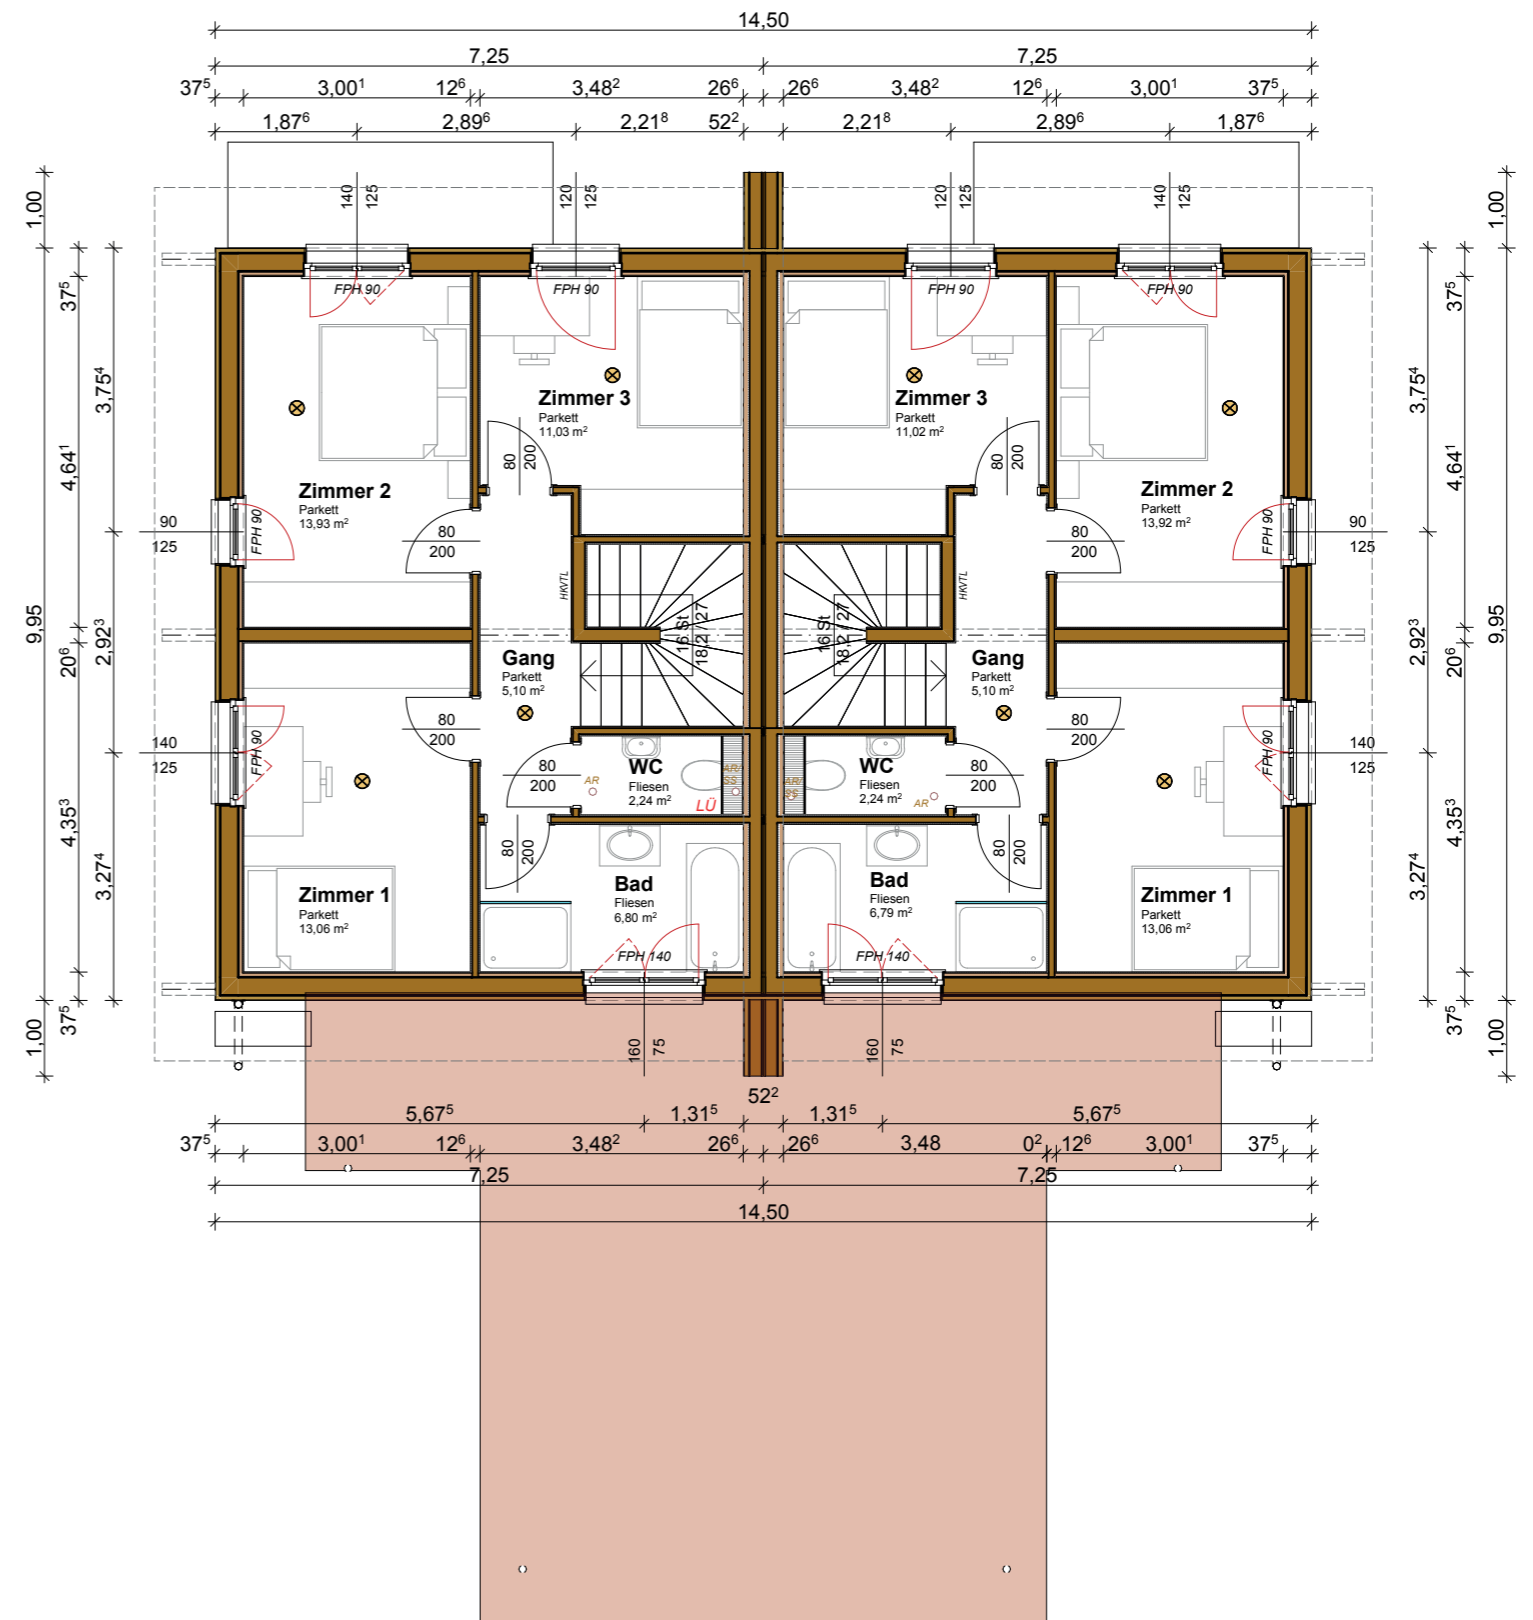 14,50
7,25 7,25
37⁵ 3,00¹ 12⁶ 3,48² 26⁶ 26⁶ 3,48² 12⁶ 3,00¹ 37⁵
1,87⁶ 2,89⁶ 2,21⁸ 52² 2,21⁸ 2,89⁶ 1,87⁶
140 125 120 125 120 125 140 125
1,00 1,00
FPH 90 FPH 90 FPH 90 FPH 90
37⁵ 37⁵
3,75⁴ 3,75⁴
4,64¹ 4,64¹
9,95 9,95
2,92³ 2,92³
20⁶ 20⁶
4,35³ 4,35³
3,27⁴ 3,27⁴
37⁵ 37⁵
1,00 1,00
Zimmer 3
Parkett
11,03 m²
Zimmer 3
Parkett
11,02 m²
80 200
80 200
Zimmer 2
Parkett
13,93 m²
Zimmer 2
Parkett
13,92 m²
90
125
FPH 90
80
200
HKVTL
HKVTL
80
200
FPH 90
90
125
16 St
18,2 / 27
16 St
18,2 / 27
Gang
Parkett
5,10 m²
Gang
Parkett
5,10 m²
140
125
FPH 90
80
200
80
200
FPH 90
140
125
80
200
AR
WC
Fliesen
2,24 m²
AR/
SS
LÜ
AR/
SS
WC
Fliesen
2,24 m²
AR
80
200
80 200
80 200
Zimmer 1
Parkett
13,06 m²
Bad
Fliesen
6,80 m²
Bad
Fliesen
6,79 m²
Zimmer 1
Parkett
13,06 m²
FPH 140 FPH 140
160 75 160 75
52²
5,67⁵ 1,31⁵ 1,31⁵ 5,67⁵
37⁵ 3,00¹ 12⁶ 3,48² 26⁶ 26⁶ 3,48 0² 12⁶ 3,00¹ 37⁵
7,25 7,25
14,50